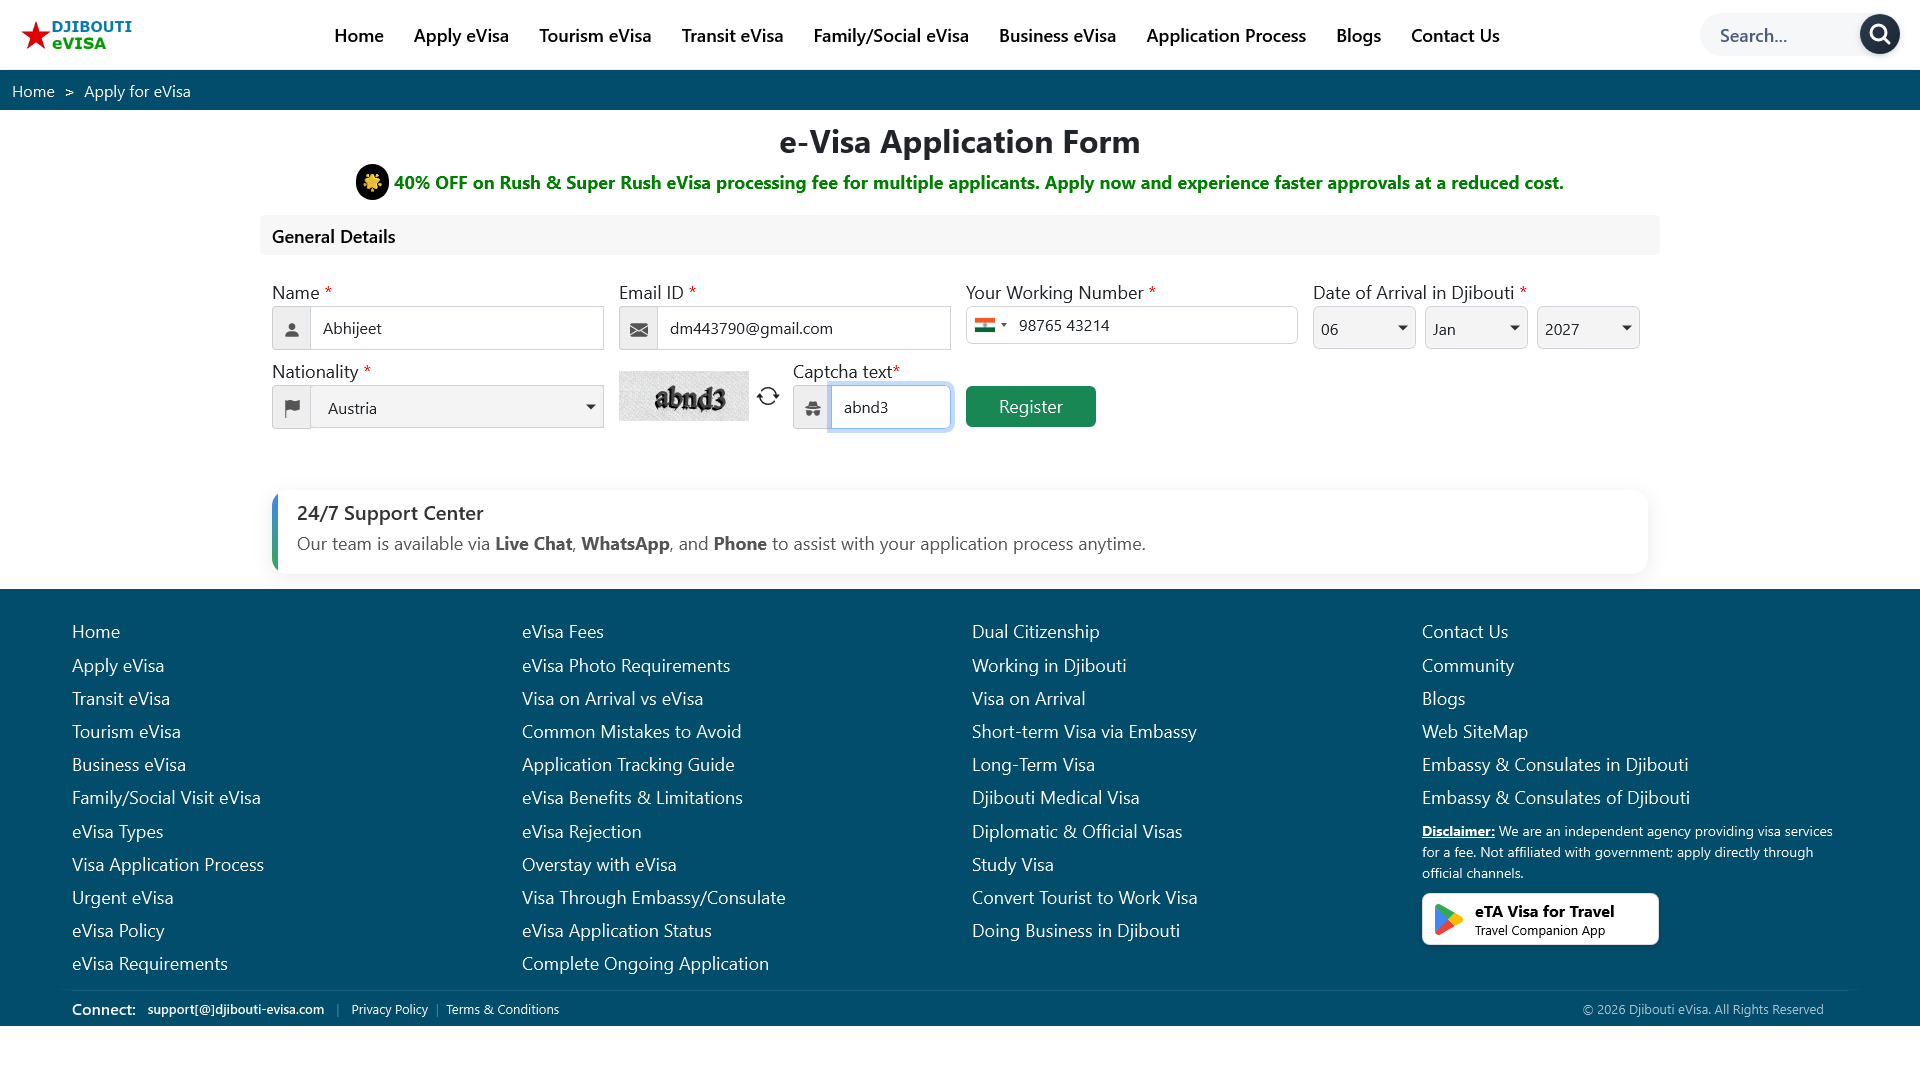 DJIBOUTI
eVISA
Home Apply eVisa Tourism eVisa Transit eVisa Family/Social eVisa Business eVisa Application Process Blogs Contact Us
Search...
Home > Apply for eVisa
e-Visa Application Form
40% OFF on Rush & Super Rush eVisa processing fee for multiple applicants. Apply now and experience faster approvals at a reduced cost.
General Details
Name * Email ID * Your Working Number * Date of Arrival in Djibouti *
Abhijeet dm443790@gmail.com 98765 43214 06 Jan 2027
Nationality * Captcha text*
Austria abnd3 abnd3 Register
24/7 Support Center
Our team is available via Live Chat, WhatsApp, and Phone to assist with your application process anytime.
Home
Apply eVisa
Transit eVisa
Tourism eVisa
Business eVisa
Family/Social Visit eVisa
eVisa Types
Visa Application Process
Urgent eVisa
eVisa Policy
eVisa Requirements
eVisa Fees
eVisa Photo Requirements
Visa on Arrival vs eVisa
Common Mistakes to Avoid
Application Tracking Guide
eVisa Benefits & Limitations
eVisa Rejection
Overstay with eVisa
Visa Through Embassy/Consulate
eVisa Application Status
Complete Ongoing Application
Dual Citizenship
Working in Djibouti
Visa on Arrival
Short-term Visa via Embassy
Long-Term Visa
Djibouti Medical Visa
Diplomatic & Official Visas
Study Visa
Convert Tourist to Work Visa
Doing Business in Djibouti
Contact Us
Community
Blogs
Web SiteMap
Embassy & Consulates in Djibouti
Embassy & Consulates of Djibouti
Disclaimer: We are an independent agency providing visa services
for a fee. Not affiliated with government; apply directly through
official channels.
eTA Visa for Travel
Travel Companion App
Connect: support[@]djibouti-evisa.com | Privacy Policy | Terms & Conditions
© 2026 Djibouti eVisa. All Rights Reserved